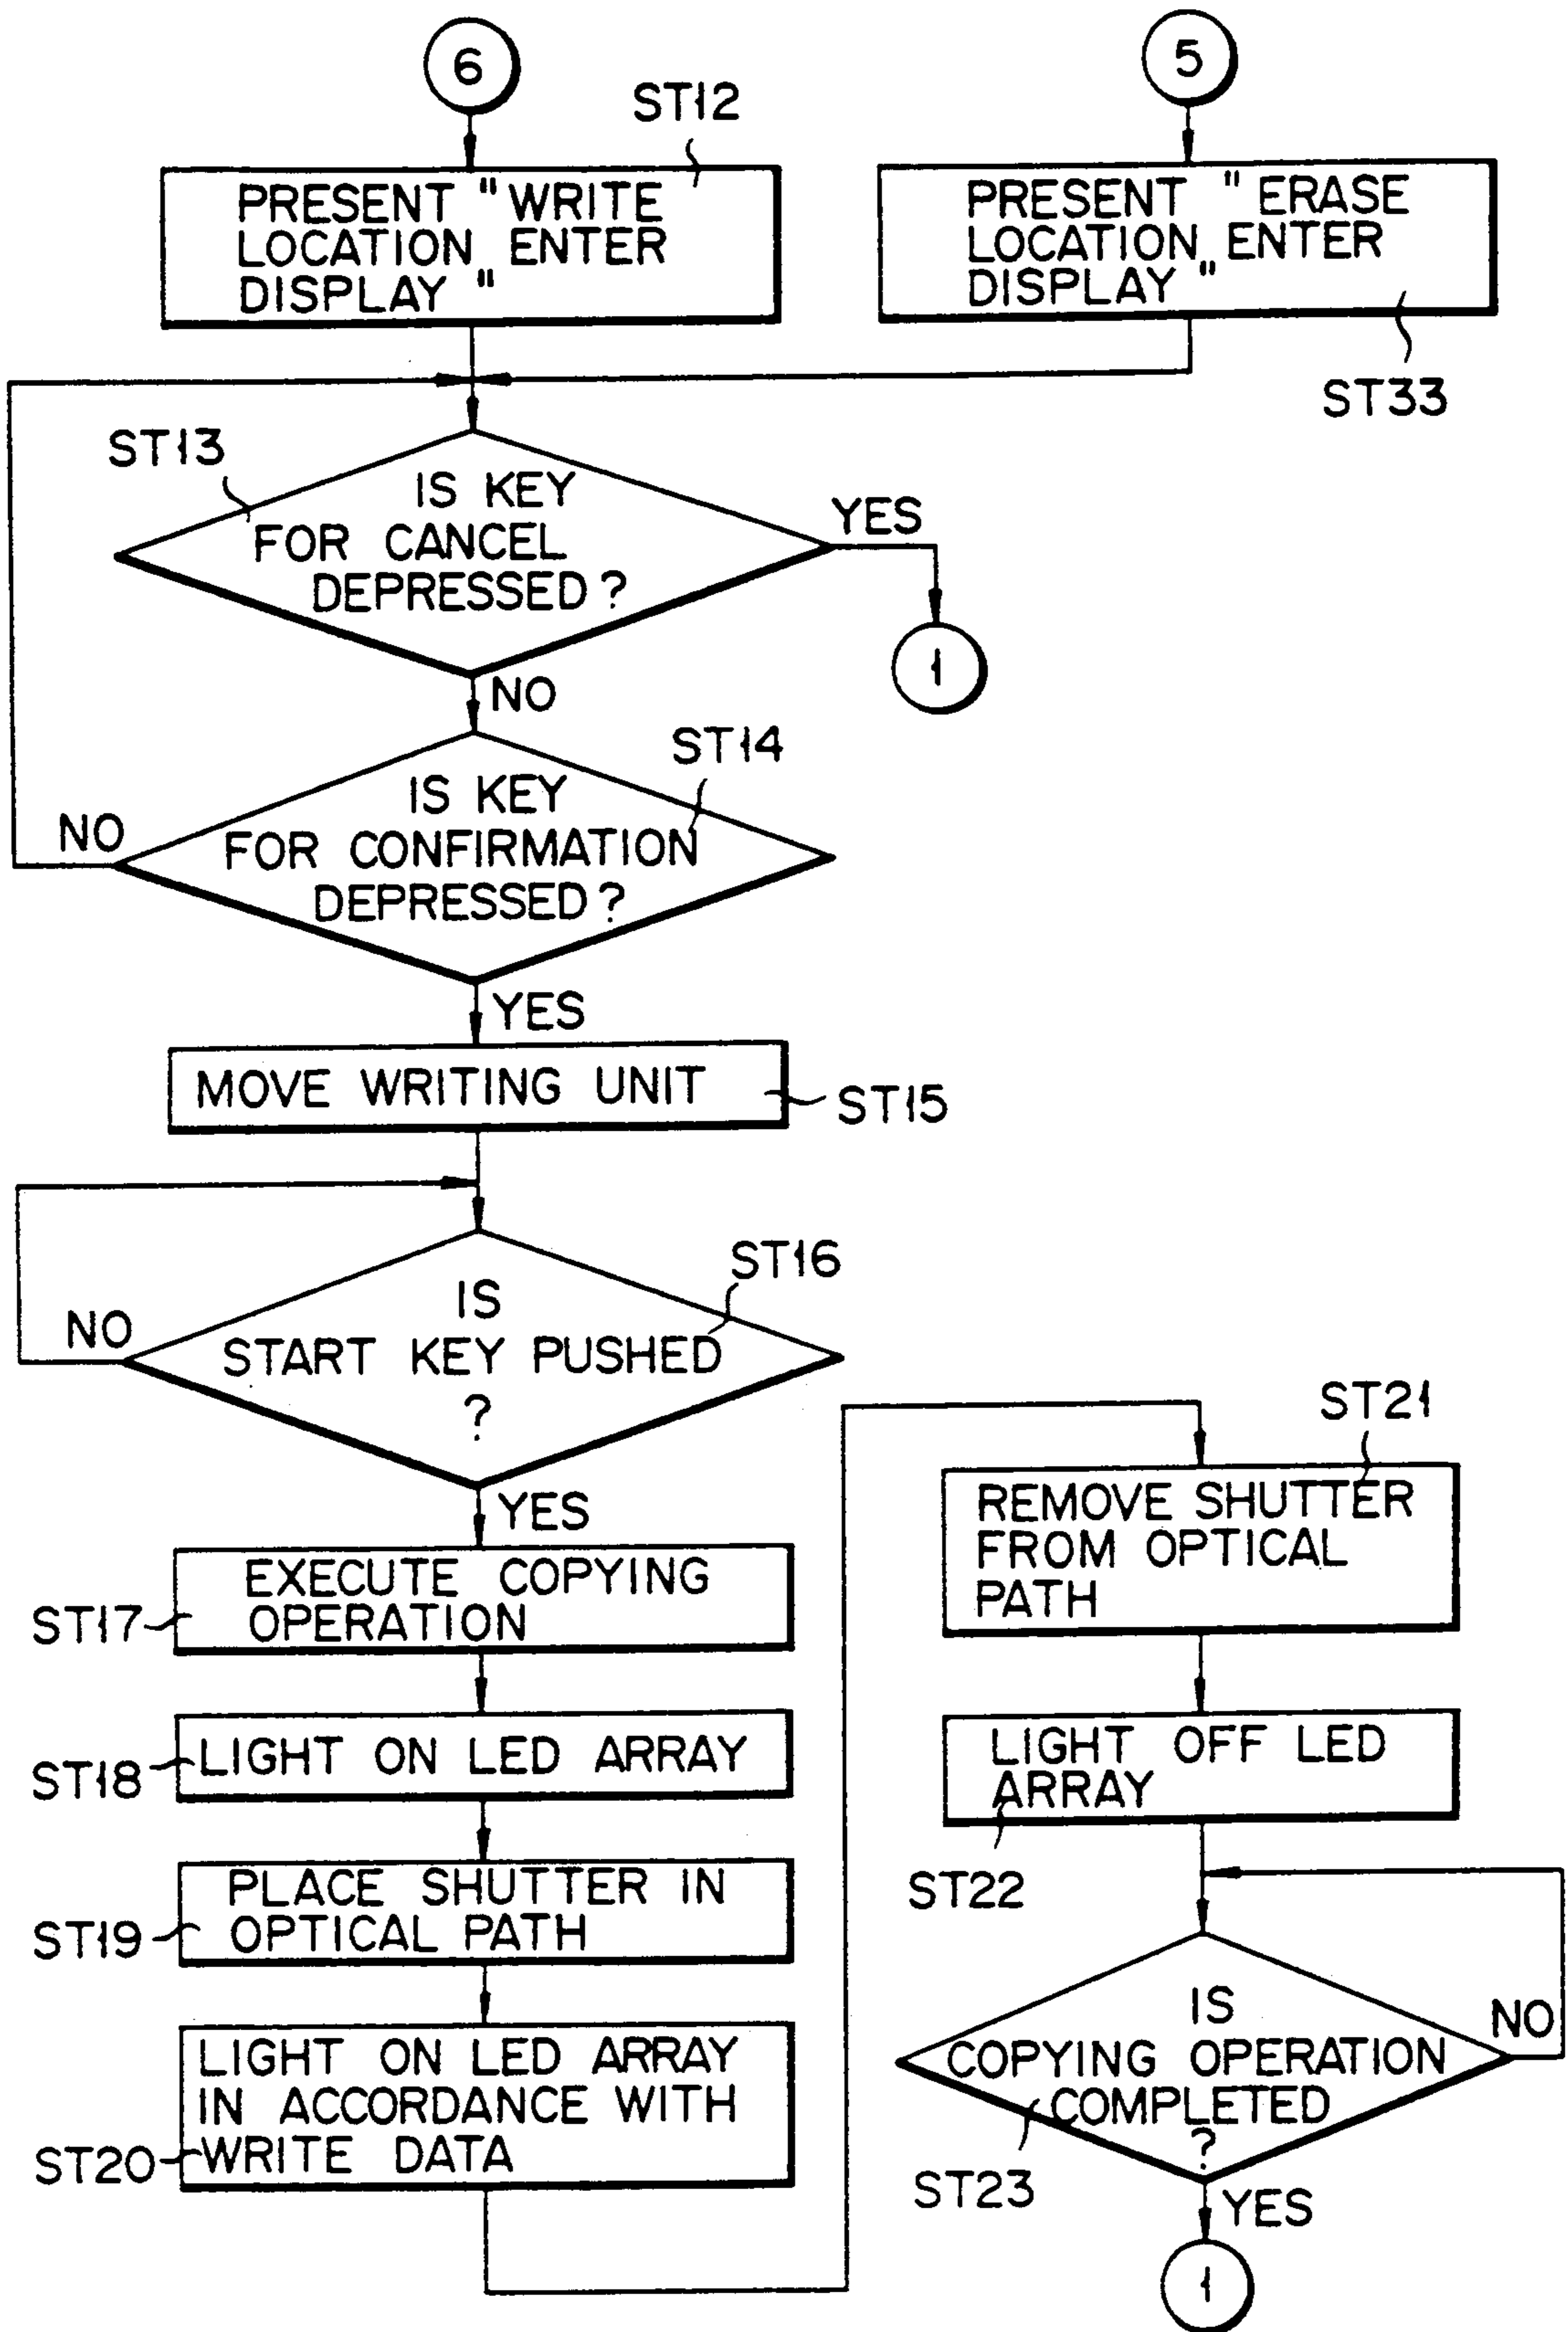 6
ST12
PRESENT "WRITE
LOCATION ENTER
DISPLAY"
5
PRESENT "ERASE
LOCATION ENTER
DISPLAY"
ST33
ST13
IS KEY
FOR CANCEL
DEPRESSED?
YES
1
NO
ST14
IS KEY
FOR CONFIRMATION
DEPRESSED?
NO
YES
MOVE WRITING UNIT
ST15
ST16
IS
START KEY PUSHED
?
NO
YES
EXECUTE COPYING
OPERATION
ST17
LIGHT ON LED ARRAY
ST18
PLACE SHUTTER IN
OPTICAL PATH
ST19
LIGHT ON LED ARRAY
IN ACCORDANCE WITH
WRITE DATA
ST20
ST21
REMOVE SHUTTER
FROM OPTICAL
PATH
LIGHT OFF LED
ARRAY
ST22
IS
COPYING OPERATION
COMPLETED
?
NO
ST23
YES
1